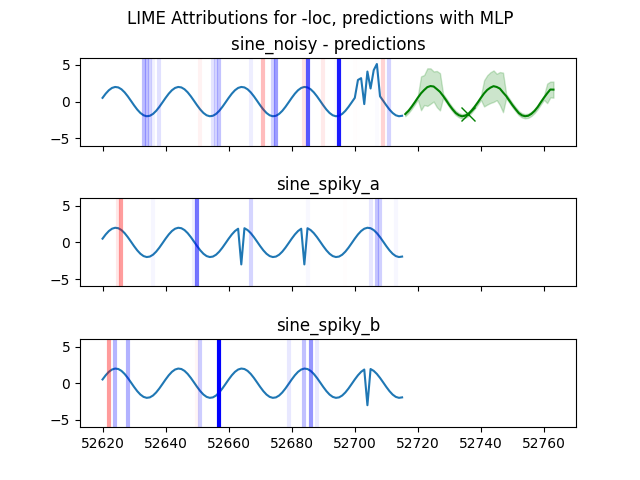 LIME Attributions for -loc, predictions with MLP
sine_noisy - predictions
5
0
−5
sine_spiky_a
5
0
−5
sine_spiky_b
5
0
−5
52620 52640 52660 52680 52700 52720 52740 52760